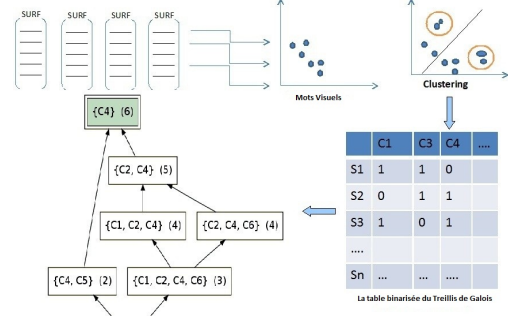 SURF SURF SURF SURF
Mots Visuels
Clustering
{C4} (6)
{C2, C4} (5)
{C1, C2, C4} (4)
{C2, C4, C6} (4)
{C4, C5} (2)
{C1, C2, C4, C6} (3)
C1 C3 C4 ....
S1 1 1 0
S2 0 1 1
S3 1 0 1
....
Sn ... ... ....
La table binarisée du Treillis de Galois